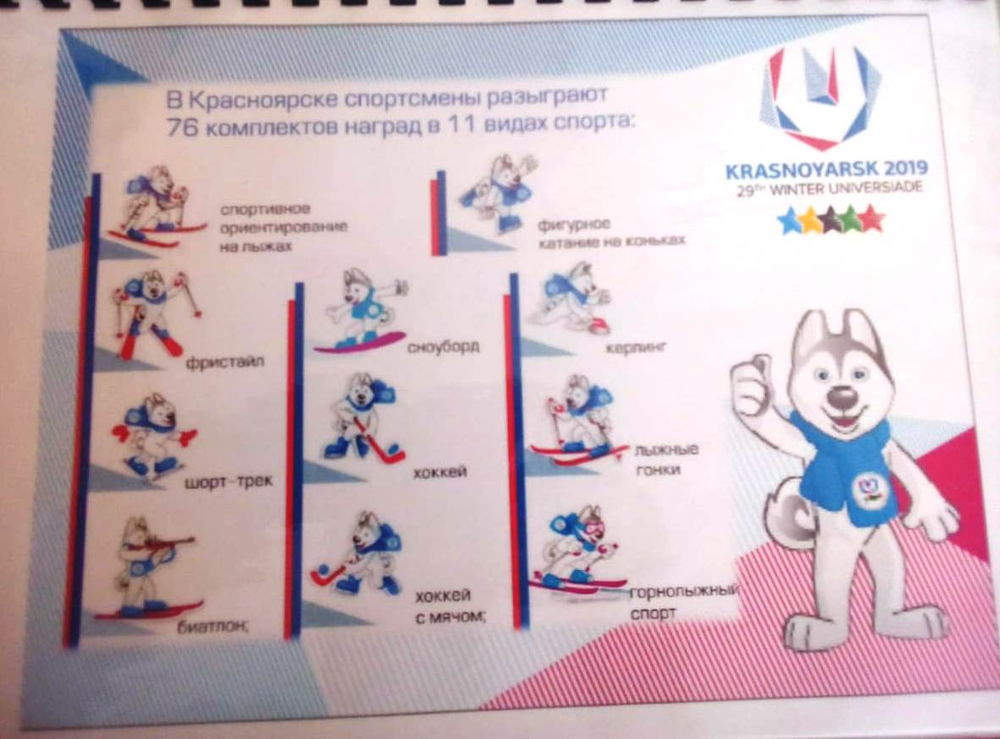 В Красноярске спортсмены разыграют
76 комплектов наград в 11 видах спорта:
KRASNOYARSK 2019
29TH WINTER UNIVERSIADE
спортивное
ориентирование
на лыжах
фигурное
катание на коньках
фристайл
сноуборд
керлинг
шорт-трек
хоккей
лыжные
гонки
биатлон;
хоккей
с мячом;
горнолыжный
спорт